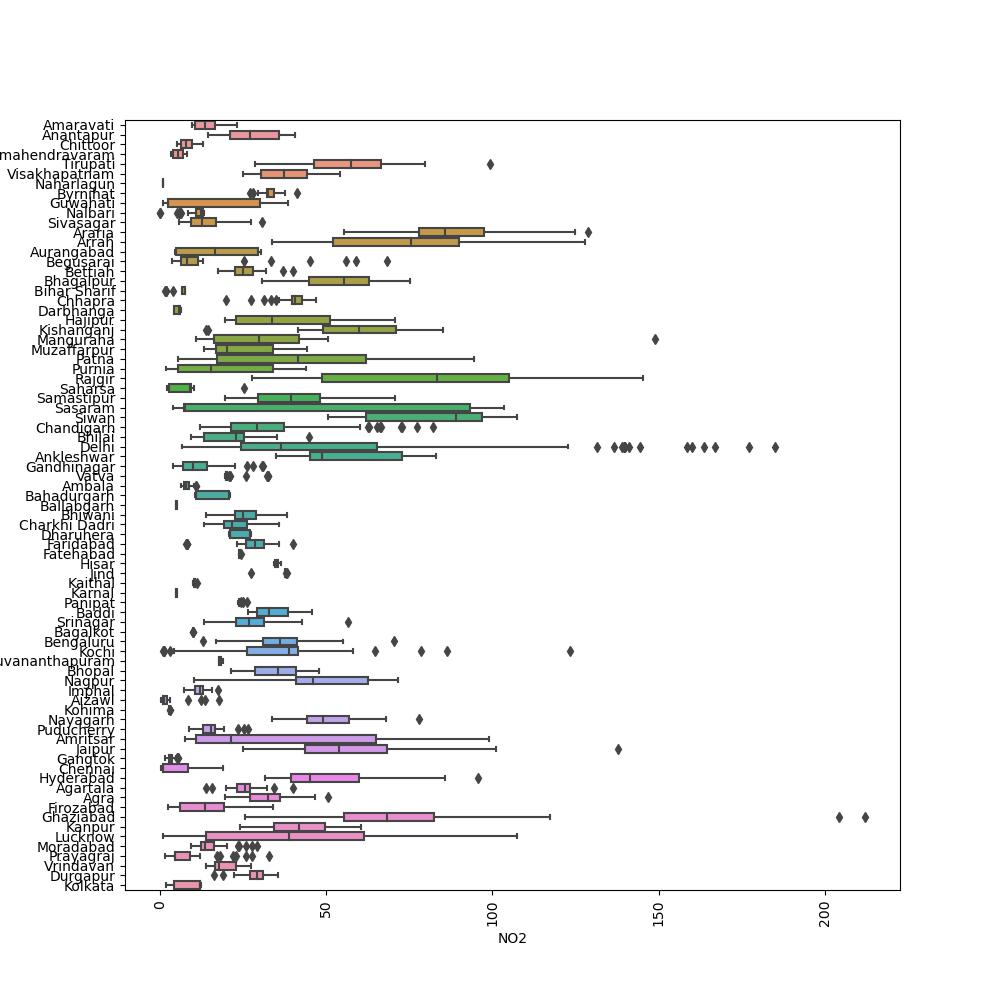 Amaravati
Anantapur
Chittoor
mahendravaram
Tirupati
Visakhapatnam
Naharlagun
Byrnihat
Guwahati
Nalbari
Sivasagar
Araria
Arrah
Aurangabad
Begusarai
Bettiah
Bhagalpur
Bihar Sharif
Chhapra
Darbhanga
Hajipur
Kishanganj
Manguraha
Muzaffarpur
Patna
Purnia
Rajgir
Saharsa
Samastipur
Sasaram
Siwan
Chandigarh
Bhilai
Delhi
Ankleshwar
Gandhinagar
Vatva
Ambala
Bahadurgarh
Ballabgarh
Bhiwani
Charkhi Dadri
Dharuhera
Faridabad
Fatehabad
Hisar
Jind
Kaithal
Karnal
Panipat
Baddi
Srinagar
Bagalkot
Bengaluru
Kochi
uvananthapuram
Bhopal
Nagpur
Imphal
Aizawl
Kohima
Nayagarh
Puducherry
Amritsar
Jaipur
Gangtok
Chennai
Hyderabad
Agartala
Agra
Firozabad
Ghaziabad
Kanpur
Lucknow
Moradabad
Prayagraj
Vrindavan
Durgapur
Kolkata
0 50 100 150 200
NO2